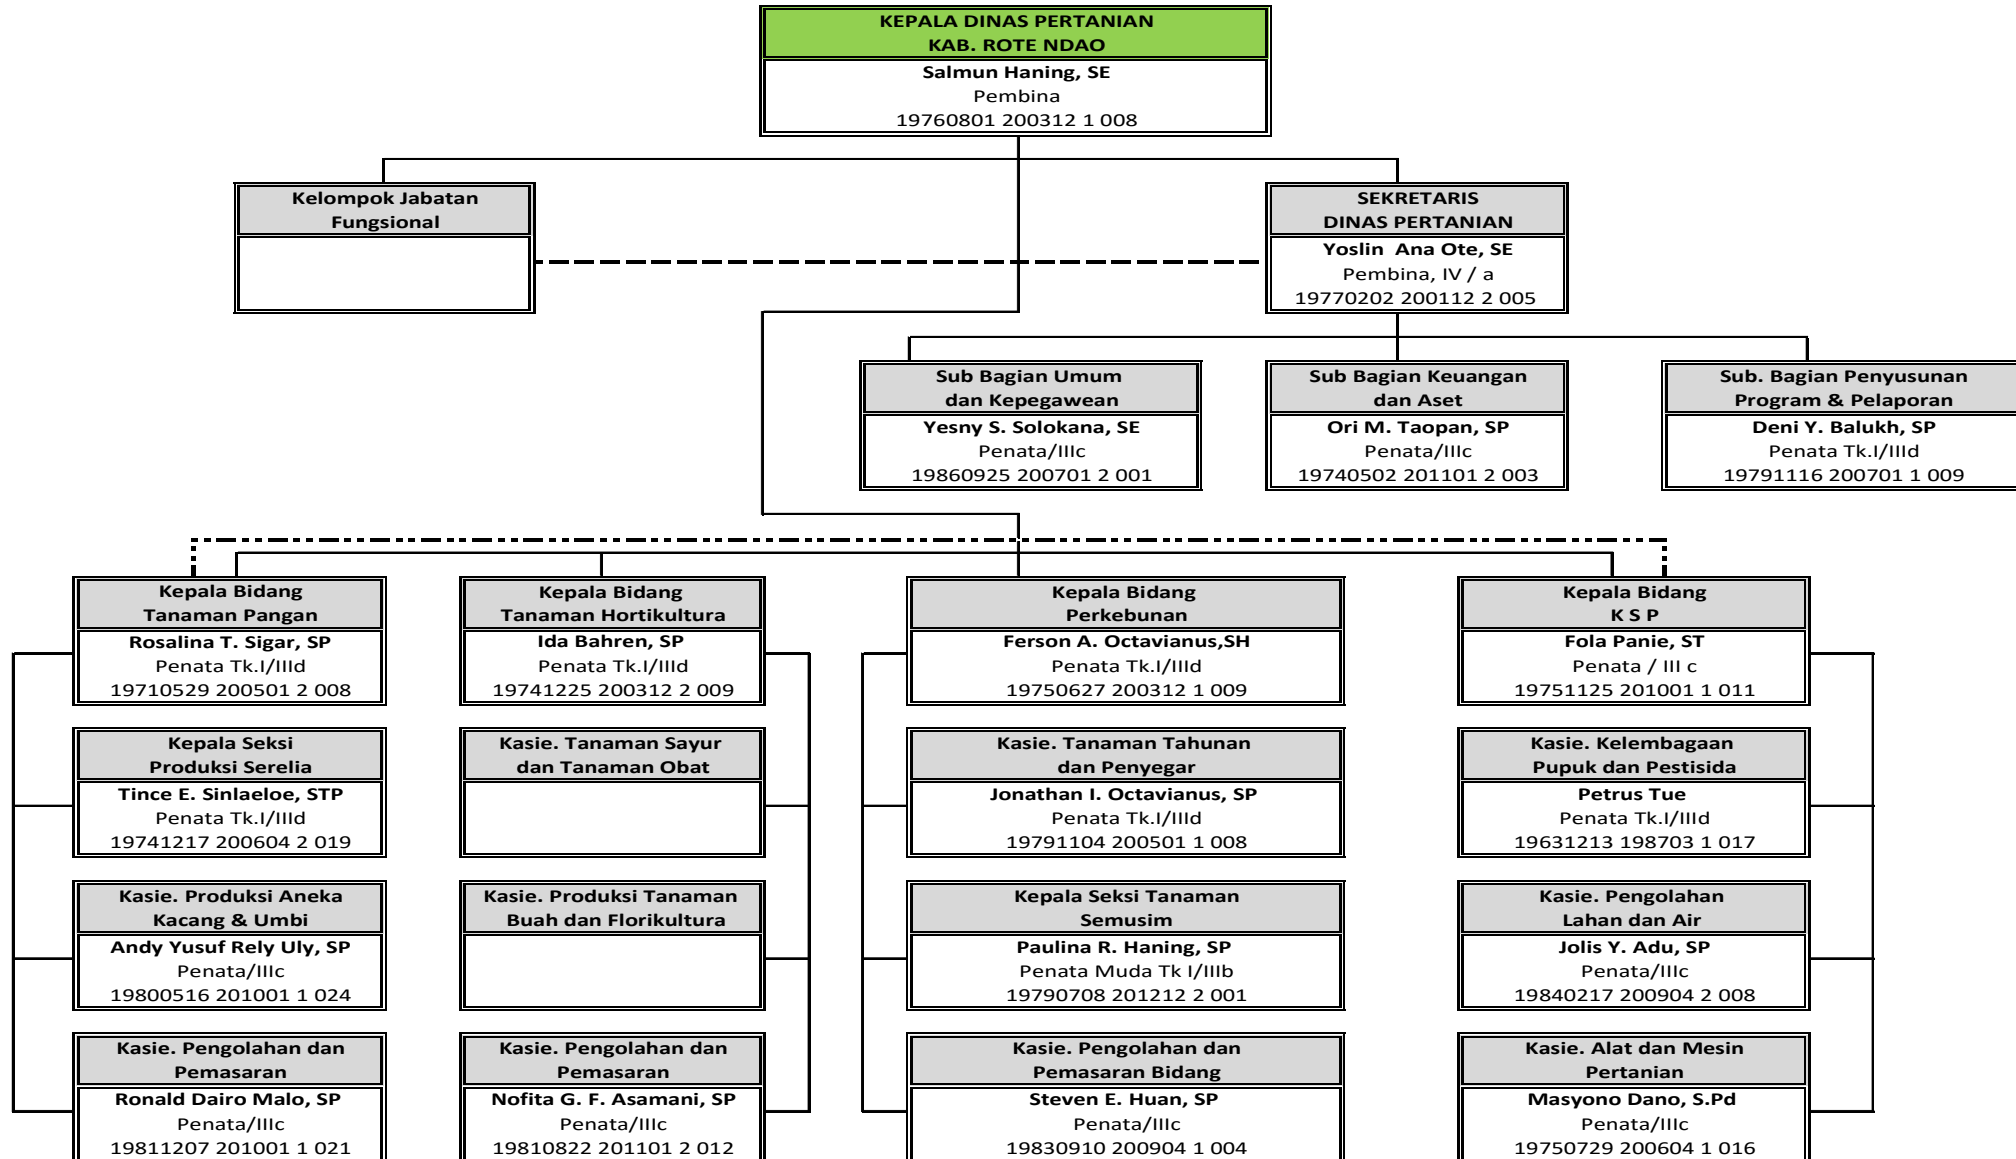 KEPALA DINAS PERTANIAN
KAB. ROTE NDAO
Salmun Haning, SE
Pembina
19760801 200312 1 008
Kelompok Jabatan
Fungsional
SEKRETARIS
DINAS PERTANIAN
Yoslin  Ana Ote, SE
Pembina, IV / a
19770202 200112 2 005
Sub Bagian Umum
dan Kepegawean
Yesny S. Solokana, SE
Penata/IIIc
19860925 200701 2 001
Sub Bagian Keuangan
dan Aset
Ori M. Taopan, SP
Penata/IIIc
19740502 201101 2 003
Sub. Bagian Penyusunan
Program & Pelaporan
Deni Y. Balukh, SP
Penata Tk.I/IIId
19791116 200701 1 009
Kepala Bidang
Tanaman Pangan
Rosalina T. Sigar, SP
Penata Tk.I/IIId
19710529 200501 2 008
Kepala Bidang
Tanaman Hortikultura
Ida Bahren, SP
Penata Tk.I/IIId
19741225 200312 2 009
Kepala Bidang
Perkebunan
Ferson A. Octavianus,SH
Penata Tk.I/IIId
19750627 200312 1 009
Kepala Bidang
K S P
Fola Panie, ST
Penata / III c
19751125 201001 1 011
Kepala Seksi
Produksi Serelia
Tince E. Sinlaeloe, STP
Penata Tk.I/IIId
19741217 200604 2 019
Kasie. Tanaman Sayur
dan Tanaman Obat
Kasie. Tanaman Tahunan
dan Penyegar
Jonathan I. Octavianus, SP
Penata Tk.I/IIId
19791104 200501 1 008
Kasie. Kelembagaan
Pupuk dan Pestisida
Petrus Tue
Penata Tk.I/IIId
19631213 198703 1 017
Kasie. Produksi Aneka
Kacang & Umbi
Andy Yusuf Rely Uly, SP
Penata/IIIc
19800516 201001 1 024
Kasie. Produksi Tanaman
Buah dan Florikultura
Kepala Seksi Tanaman
Semusim
Paulina R. Haning, SP
Penata Muda Tk I/IIIb
19790708 201212 2 001
Kasie. Pengolahan
Lahan dan Air
Jolis Y. Adu, SP
Penata/IIIc
19840217 200904 2 008
Kasie. Pengolahan dan
Pemasaran
Ronald Dairo Malo, SP
Penata/IIIc
19811207 201001 1 021
Kasie. Pengolahan dan
Pemasaran
Nofita G. F. Asamani, SP
Penata/IIIc
19810822 201101 2 012
Kasie. Pengolahan dan
Pemasaran Bidang
Steven E. Huan, SP
Penata/IIIc
19830910 200904 1 004
Kasie. Alat dan Mesin
Pertanian
Masyono Dano, S.Pd
Penata/IIIc
19750729 200604 1 016